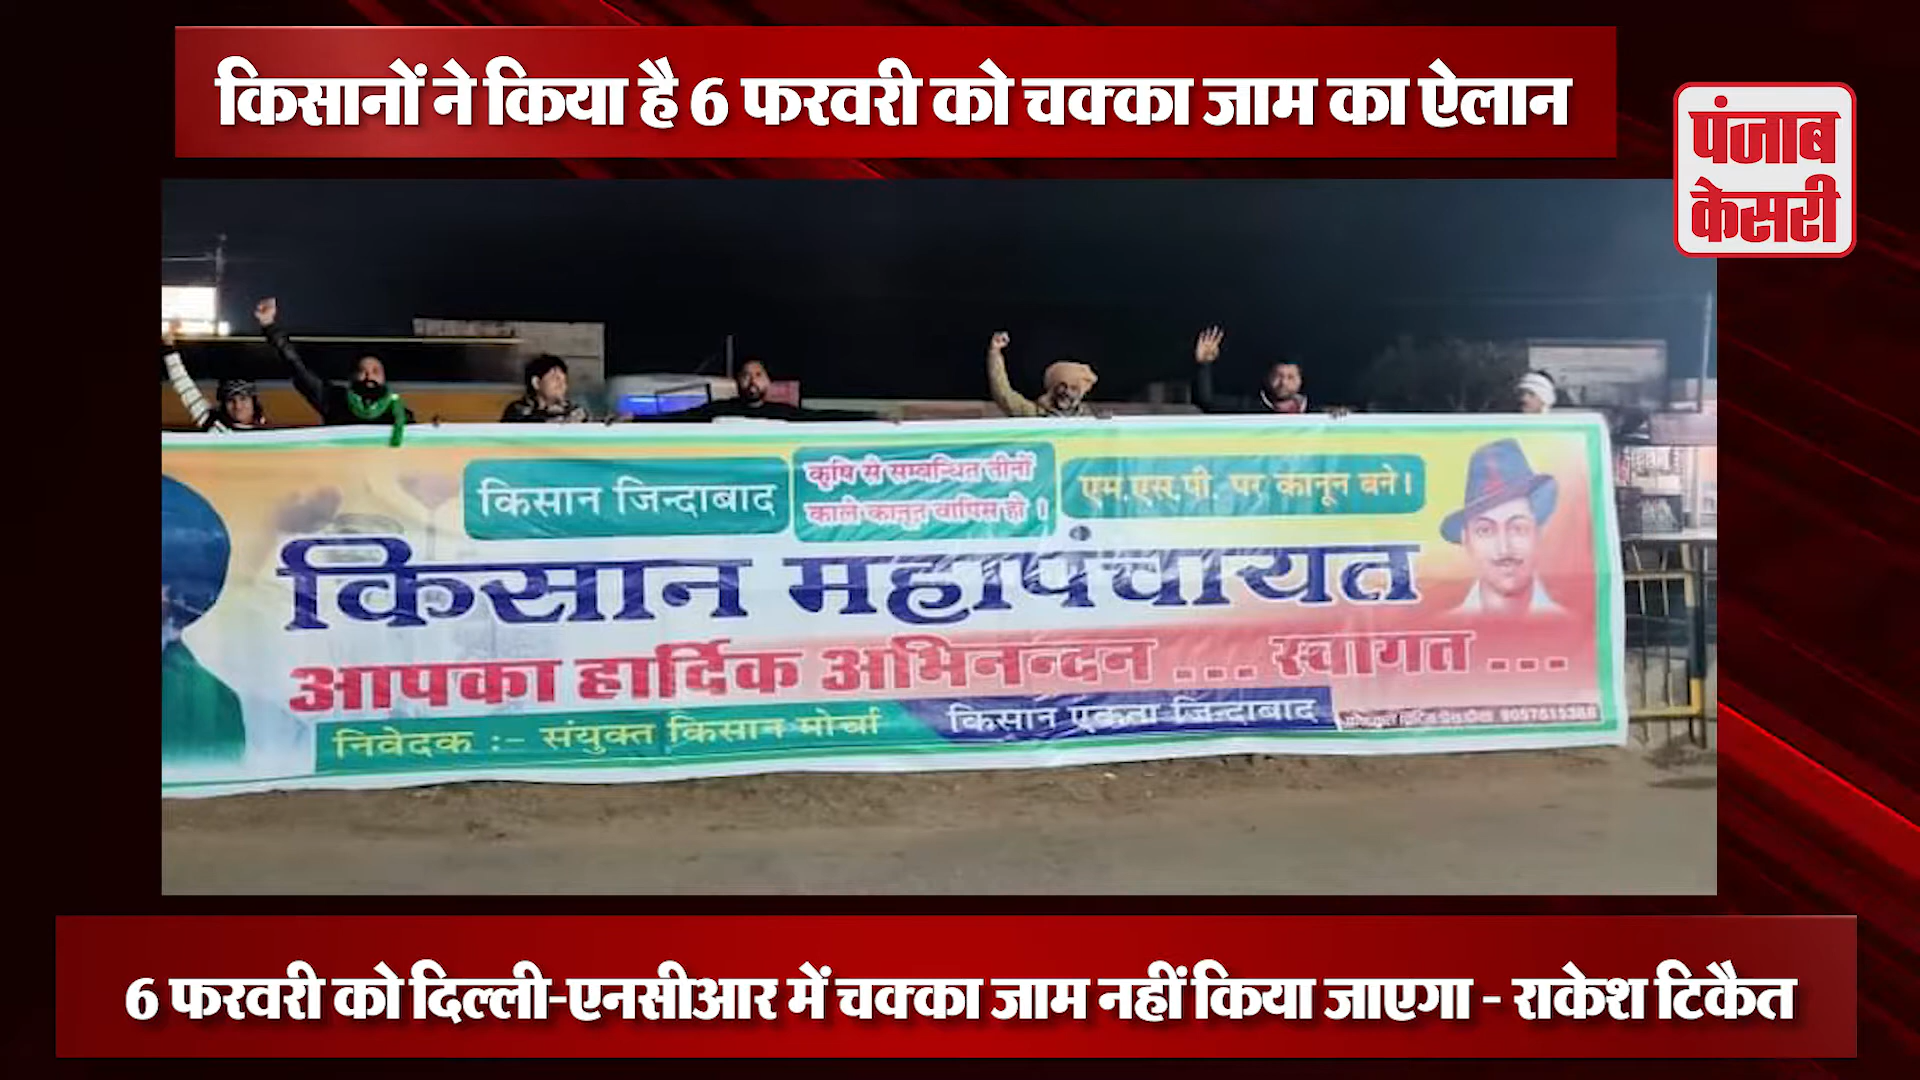 किसानों ने किया है 6 फरवरी को चक्का जाम का ऐलान
पंजाब
केसरी
किसान जिन्दाबाद
कृषि से सम्बन्धित तीनों
काले कानून वापिस हो ।
एम.एस.पी. पर कानून बने।
किसान महापंचायत
आपका हार्दिक अभिनन्दन ... स्वागत ...
निवेदक :- संयुक्त किसान मोर्चा
किसान एकता जिन्दाबाद
6 फरवरी को दिल्ली-एनसीआर में चक्का जाम नहीं किया जाएगा - राकेश टिकैत